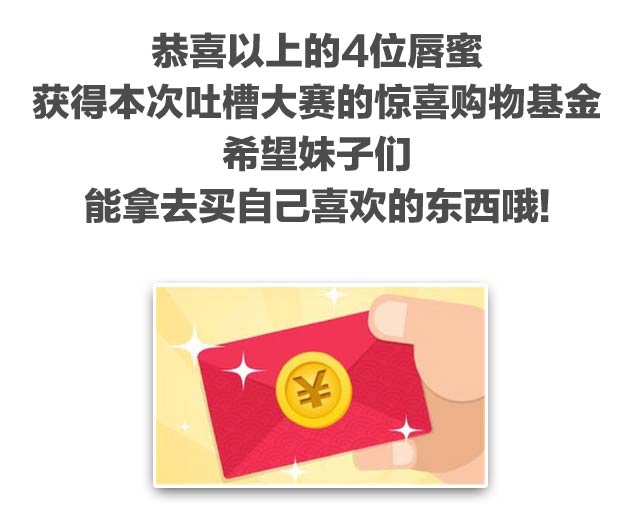 恭喜以上的4位唇蜜
获得本次吐槽大赛的惊喜购物基金
希望妹子们
能拿去买自己喜欢的东西哦!
¥